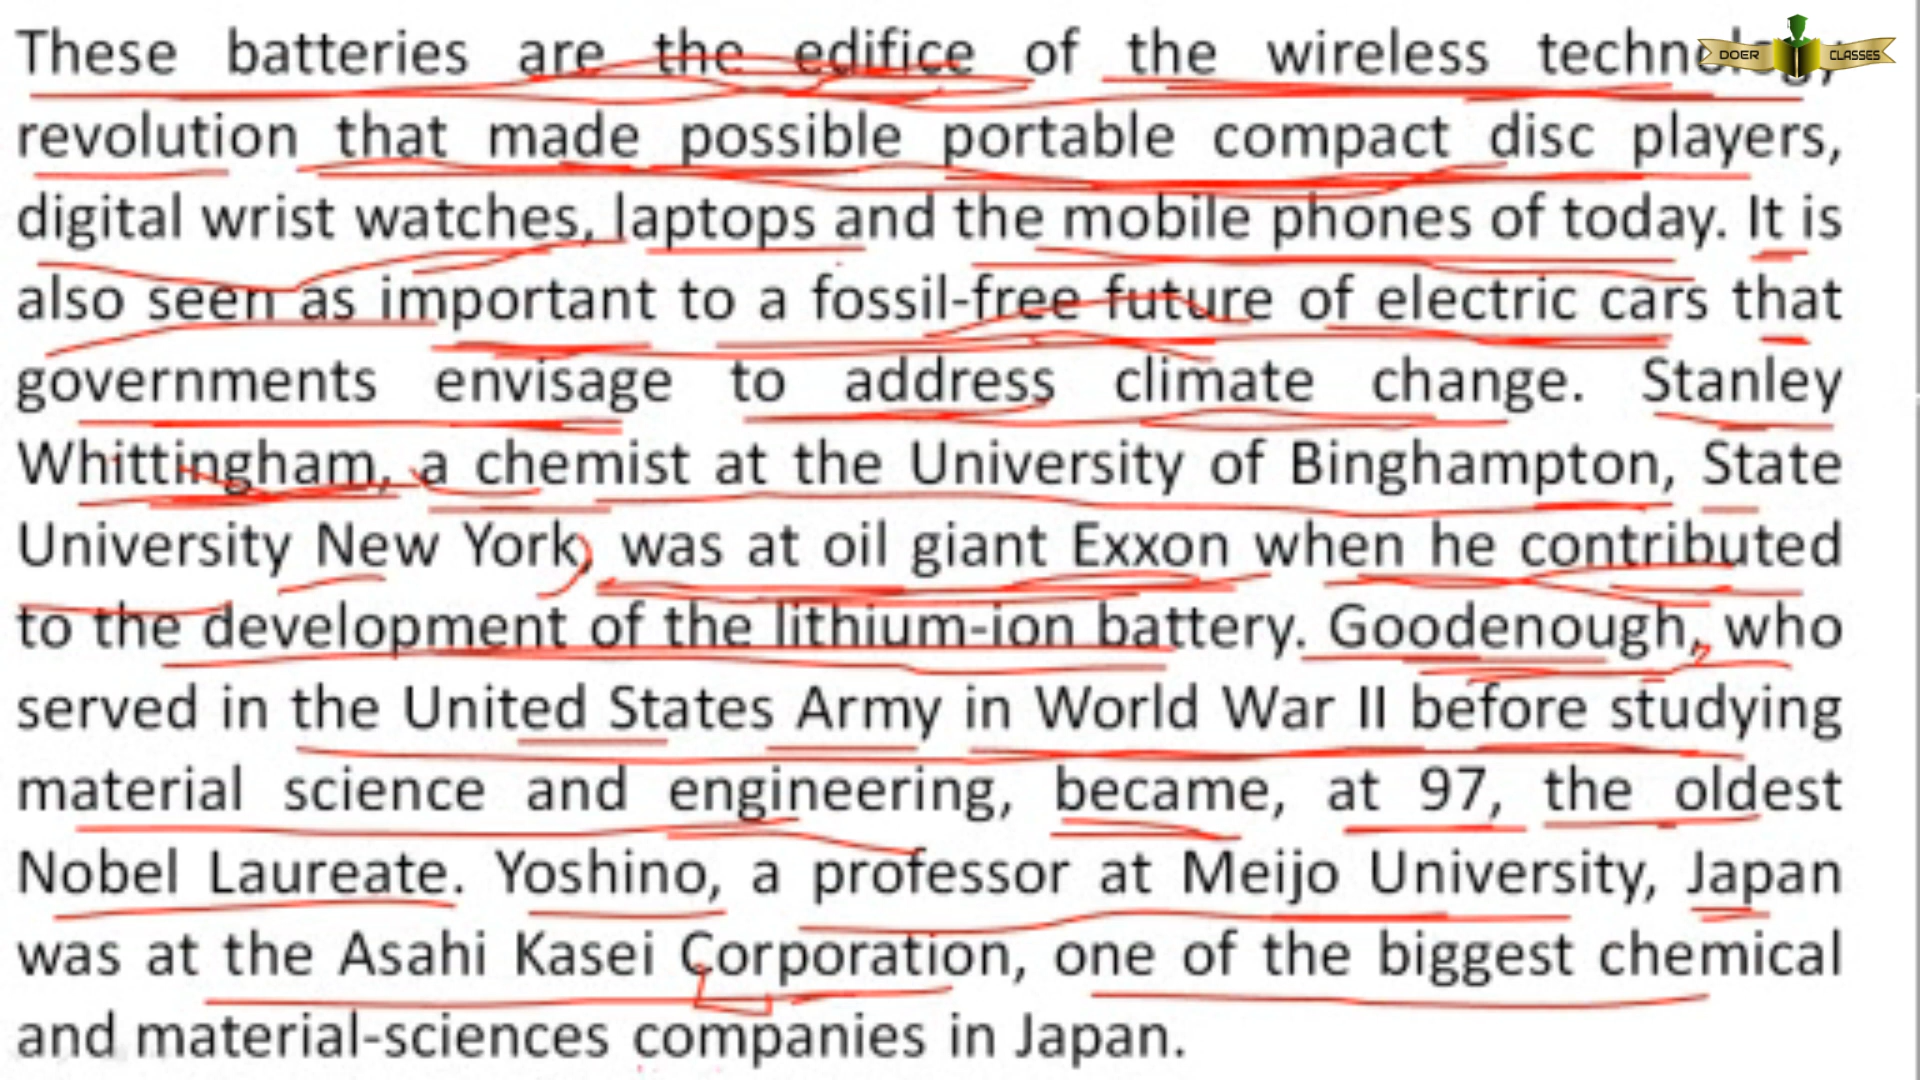 These batteries are the edifice of the wireless technology
revolution that made possible portable compact disc players,
digital wrist watches, laptops and the mobile phones of today. It is
also seen as important to a fossil-free future of electric cars that
governments envisage to address climate change. Stanley
Whittingham, a chemist at the University of Binghampton, State
University New York, was at oil giant Exxon when he contributed
to the development of the lithium-ion battery. Goodenough, who
served in the United States Army in World War II before studying
material science and engineering, became, at 97, the oldest
Nobel Laureate. Yoshino, a professor at Meijo University, Japan
was at the Asahi Kasei Corporation, one of the biggest chemical
and material-sciences companies in Japan.
DOER CLASSES